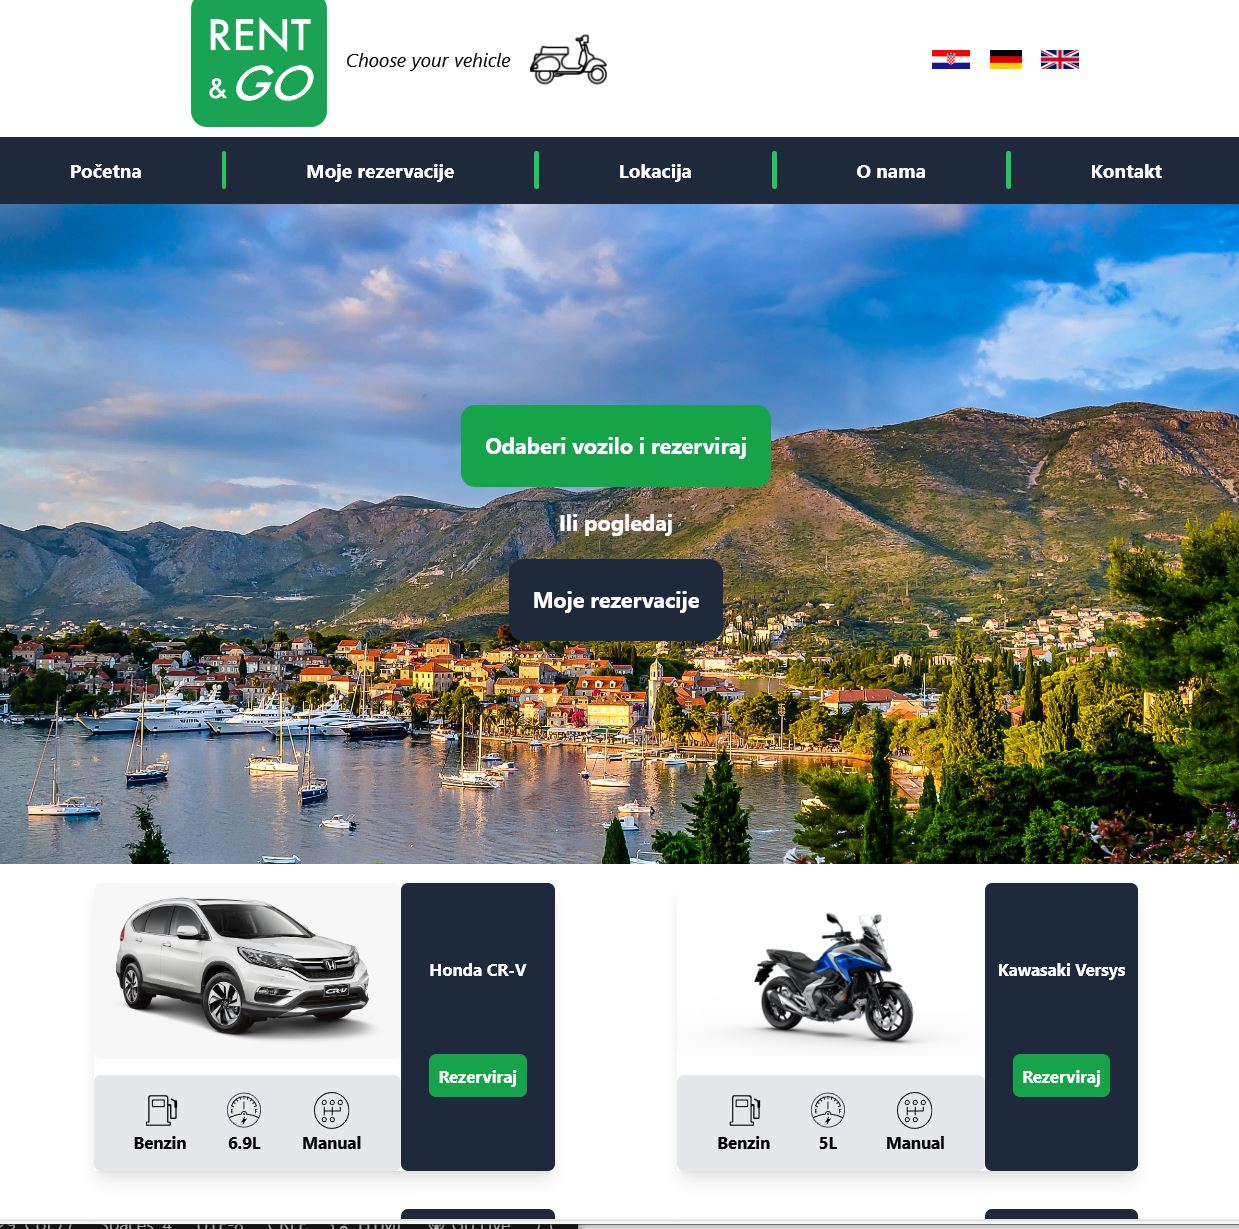 RENT
& GO
Choose your vehicle
Početna
Moje rezervacije
Lokacija
O nama
Kontakt
Odaberi vozilo i rezerviraj
Ili pogledaj
Moje rezervacije
CR-V
Honda CR-V
Rezerviraj
Benzin
6.9L
Manual
Kawasaki Versys
Rezerviraj
Benzin
5L
Manual